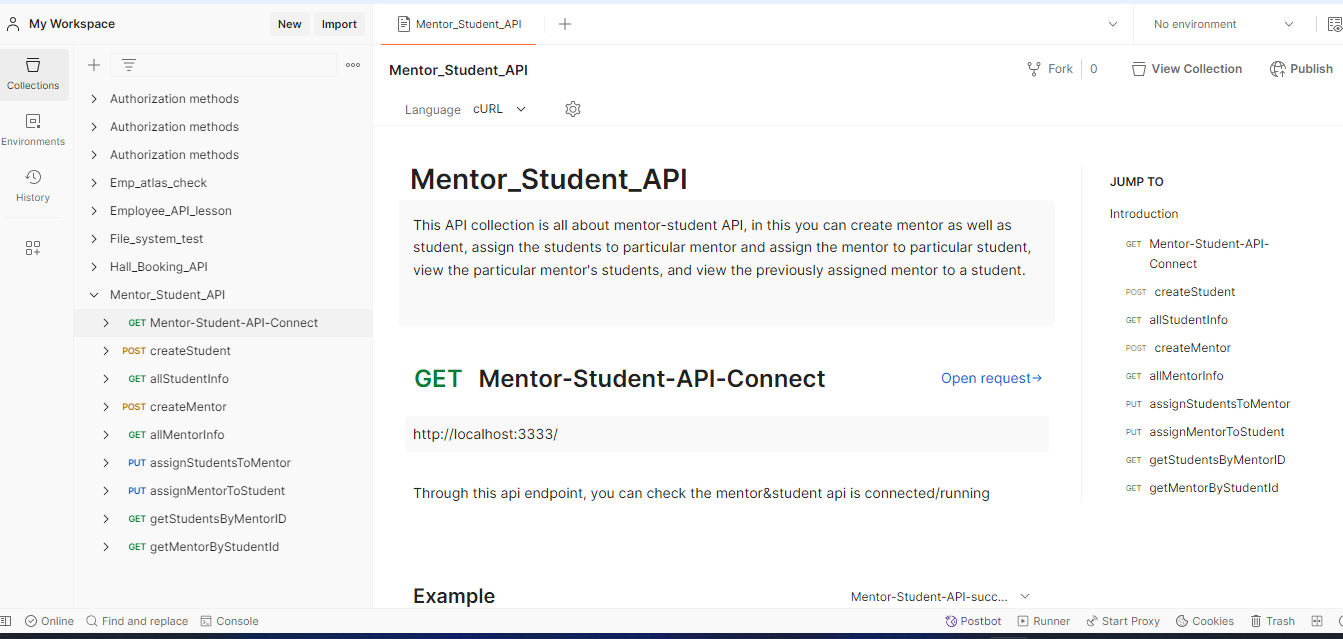 My Workspace
New
Import
Mentor_Student_API
No environment
Collections
Environments
History
Authorization methods
Authorization methods
Authorization methods
Emp_atlas_check
Employee_API_lesson
File_system_test
Hall_Booking_API
Mentor_Student_API
GET Mentor-Student-API-Connect
POST createStudent
GET allStudentInfo
POST createMentor
GET allMentorInfo
PUT assignStudentsToMentor
PUT assignMentorToStudent
GET getStudentsByMentorID
GET getMentorByStudentId
Mentor_Student_API
Fork 0
View Collection
Publish
Language cURL
Mentor_Student_API
This API collection is all about mentor-student API, in this you can create mentor as well as
student, assign the students to particular mentor and assign the mentor to particular student,
view the particular mentor's students, and view the previously assigned mentor to a student.
GET Mentor-Student-API-Connect
Open request→
http://localhost:3333/
Through this api endpoint, you can check the mentor&student api is connected/running
Example
Mentor-Student-API-succ...
JUMP TO
Introduction
GET Mentor-Student-API-
Connect
POST createStudent
GET allStudentInfo
POST createMentor
GET allMentorInfo
PUT assignStudentsToMentor
PUT assignMentorToStudent
GET getStudentsByMentorID
GET getMentorByStudentId
Online
Find and replace
Console
Postbot
Runner
Start Proxy
Cookies
Trash